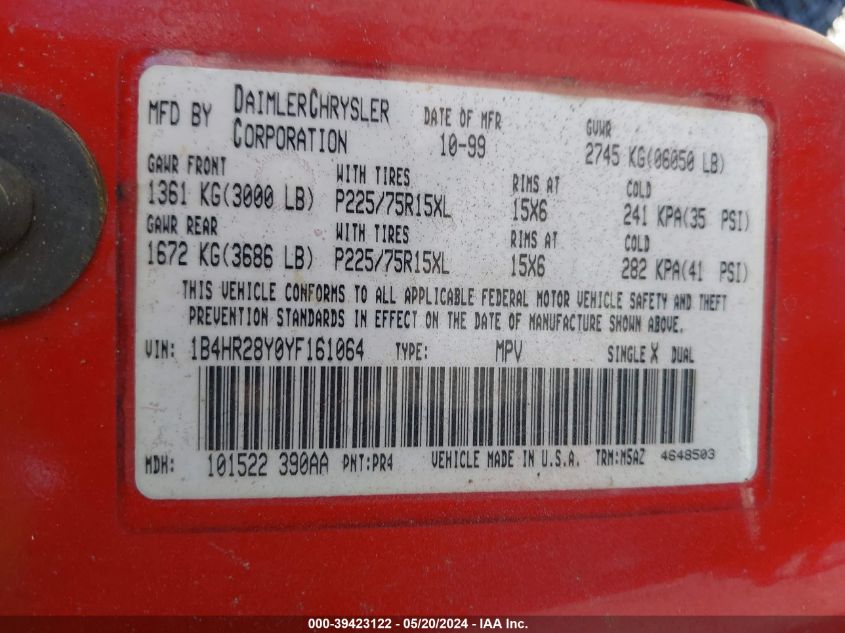 MFD BY DAIMLERCHRYSLER CORPORATION DATE OF MFR 10-99 GVWR 2745 KG(06050 LB)
GAWR FRONT WITH TIRES RIMS AT COLD
1361 KG(3000 LB) P225/75R15XL 15X6 241 KPA(35 PSI)
GAWR REAR WITH TIRES RIMS AT COLD
1672 KG(3686 LB) P225/75R15XL 15X6 282 KPA(41 PSI)
THIS VEHICLE CONFORMS TO ALL APPLICABLE FEDERAL MOTOR VEHICLE SAFETY AND THEFT
PREVENTION STANDARDS IN EFFECT ON THE DATE OF MANUFACTURE SHOWN ABOVE.
VIN: 1B4HR28Y0YF161064 TYPE: MPV SINGLE X DUAL
MDH: 101522 390AA PNT:PR4 VEHICLE MADE IN U.S.A. TRM:M5AZ 4648503
000-39423122 - 05/20/2024 - IAA Inc.